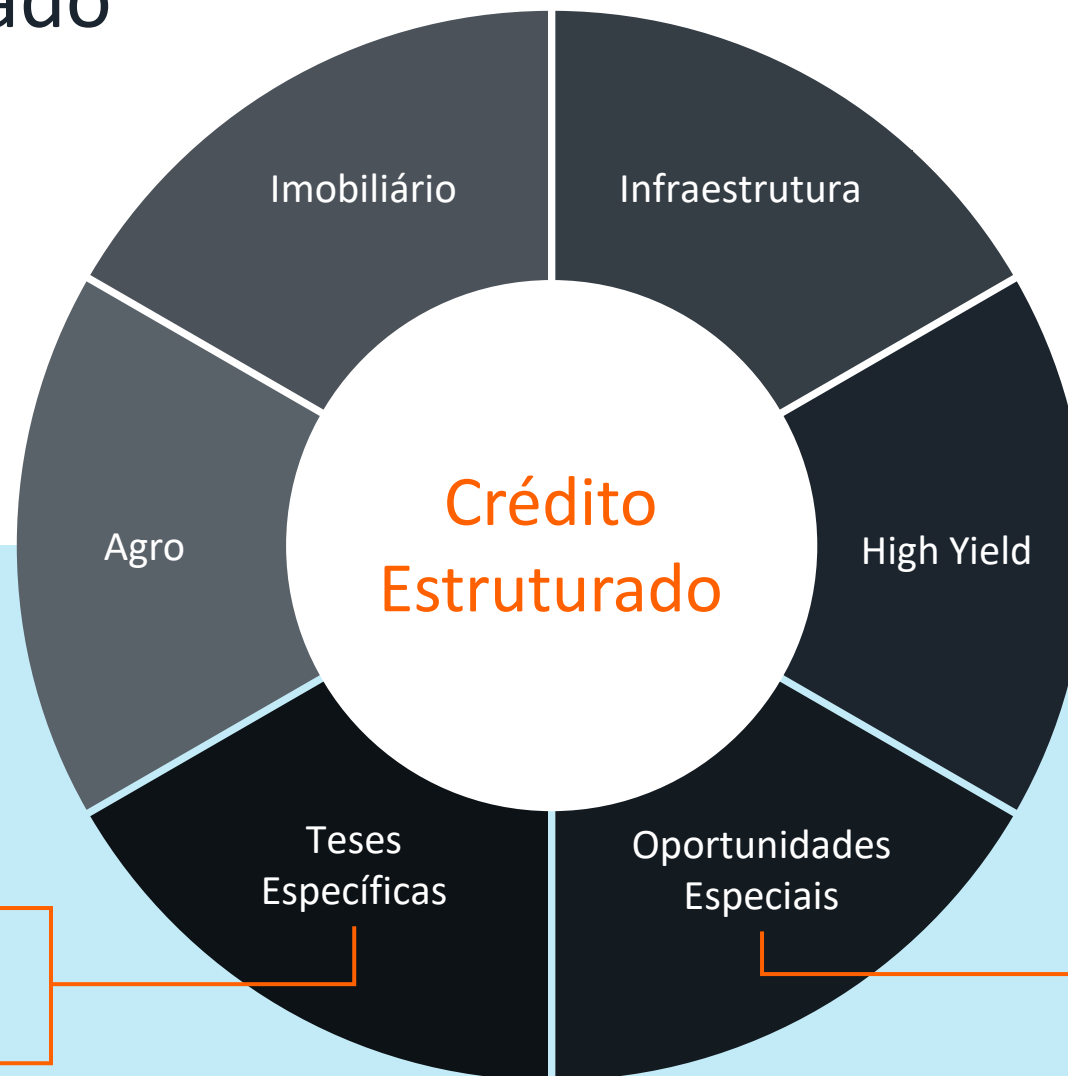 Imobiliário
Infraestrutura
Crédito
Estruturado
Agro
High Yield
Teses
Específicas
Oportunidades
Especiais